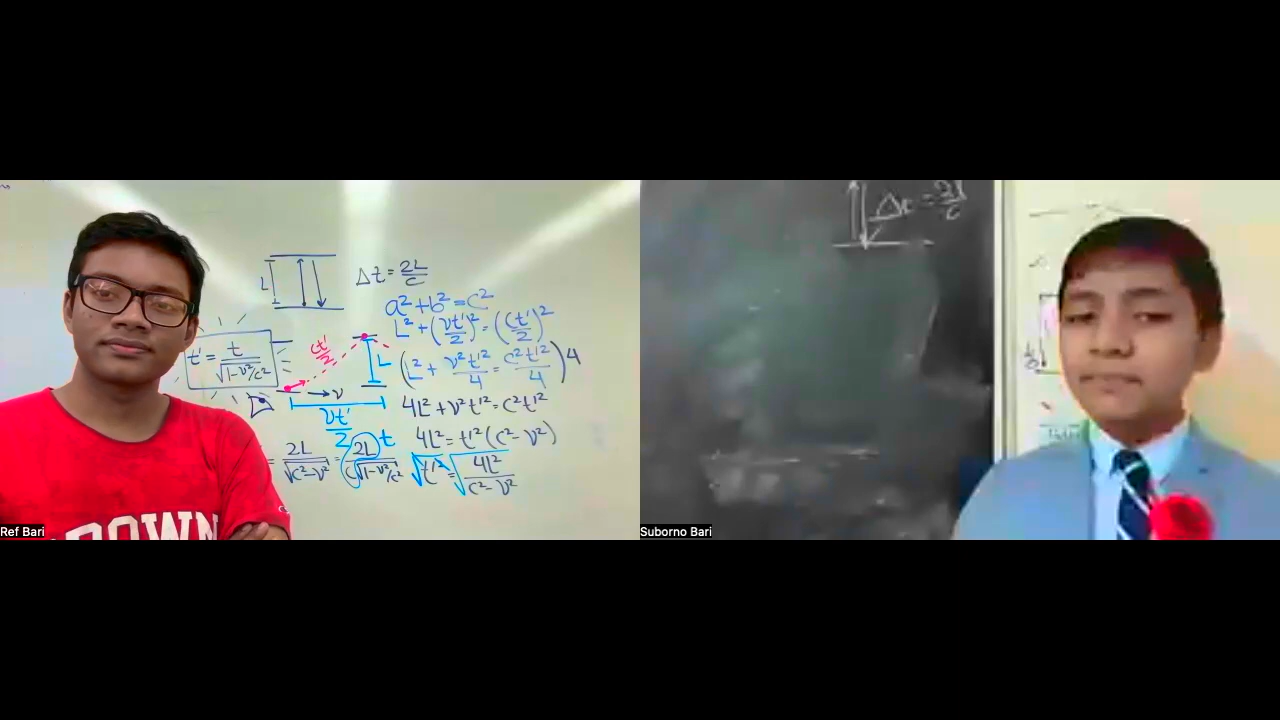 L
Δt = 2L/c
a² + b² = c²
L² + (vt'/2)² = (ct'/2)²
t' = t/√1-v²/c²
ct'/2
L
(L² + v²t'²/4 = c²t'²/4)4
v
4L² + v²t'² = c²t'²
vt'/2
4L² = t'²(c² - v²)
= 2L/√c²-v² = 2L/c√1-v²/c²
t
√t'² = √4L²/c²-v²
BROWN
Ref Bari
Δt = 2L/c
Suborno Bari